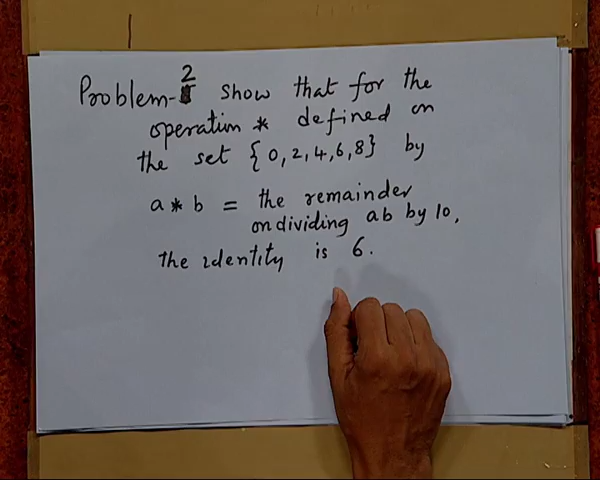 Problem-2 show that for the
operation * defined on
the set {0,2,4,6,8} by
a * b = the remainder
on dividing ab by 10,
the identity is 6.